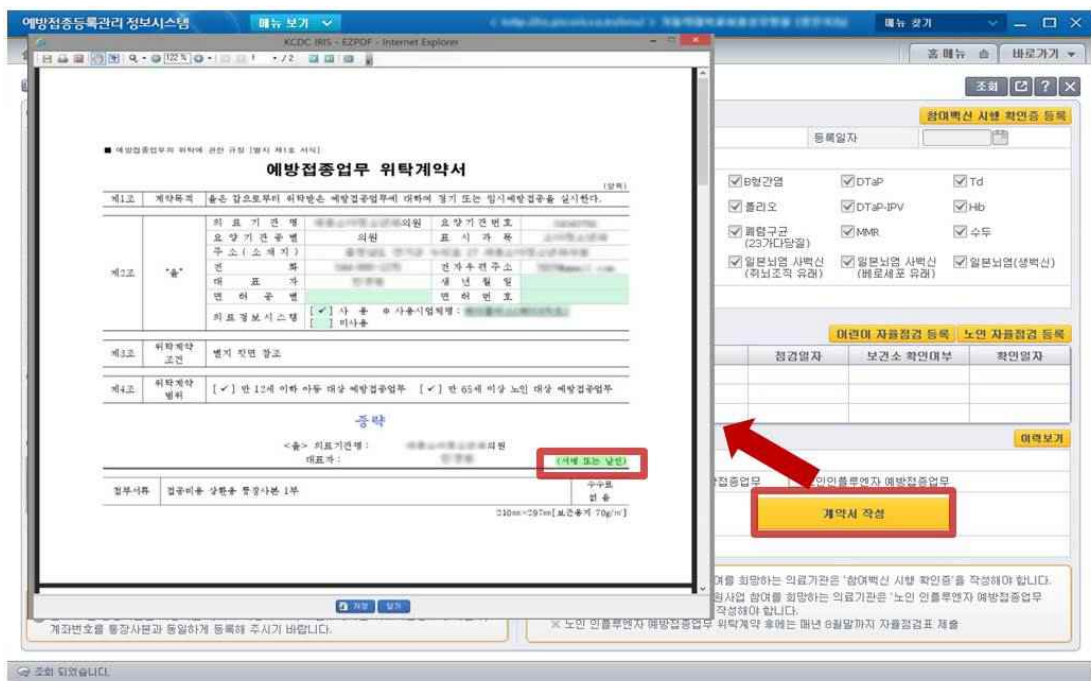 예방접종등록관리 정보시스템
메뉴 보기
메뉴 찾기
KCDC IRIS - EZPDF - Internet Explorer
122 %
1 / 2
홈 메뉴
바로가기
조회
참여백신 시행 확인증 등록
등록일자
B형간염
DTaP
Td
폴리오
DTaP-IPV
Hib
폐렴구균
(23가다당질)
MMR
수두
일본뇌염 사백신
(쥐뇌조직 유래)
일본뇌염 사백신
(베로세포 유래)
일본뇌염(생백신)
어린이 자율점검 등록
노인 자율점검 등록
점검일자
보건소 확인여부
확인일자
이력보기
노인인플루엔자 예방접종업무
계약서 작성
■ 예방접종업무의 위탁에 관한 규정 [별지 제1호 서식]
예방접종업무 위탁계약서
(앞쪽)
제1조 계약목적 을은 갑으로부터 위탁받은 예방접종업무에 대하여 정기 또는 임시예방접종을 실시한다.
제2조 "을"
의 료 기 관 명 의원 요양기관번호
요 양 기 관 종 별 의원 표 시 과 목
주 소 ( 소 재 지 )
전 화 전자우편주소
대 표 자 생 년 월 일
면 허 종 별 면 허 번 호
의료정보시스템 [✓] 사 용 ※ 사용시업체명 :
[ ] 미사용
제3조 위탁계약 조건 별지 뒷면 참조
제4조 위탁계약 범위 [✓] 만 12세 이하 아동 대상 예방접종업무 [✓] 만 65세 이상 노인 대상 예방접종업무
중략
<을> 의료기관명 : 의원
대표자 :
(서명 또는 날인)
첨부서류 접종비용 상환용 통장사본 1부
수수료
없 음
210mm×297mm[보존용지 70g/㎡]
저장
닫기
여를 희망하는 의료기관은 '참여백신 시행 확인증'을 작성해야 합니다.
원사업 참여를 희망하는 의료기관은 '노인 인플루엔자 예방접종업무
작성해야 합니다.
※ 노인 인플루엔자 예방접종업무 위탁계약 후에는 매년 8월말까지 자율점검표 제출
계좌번호를 통장사본과 동일하게 등록해 주시기 바랍니다.
조회 되었습니다.